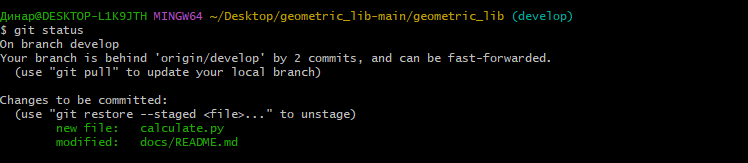 Динар@DESKTOP-L1K9JTH MINGW64 ~/Desktop/geometric_lib-main/geometric_lib (develop)
$ git status
On branch develop
Your branch is behind 'origin/develop' by 2 commits, and can be fast-forwarded.
  (use "git pull" to update your local branch)

Changes to be committed:
  (use "git restore --staged <file>..." to unstage)
        new file:   calculate.py
        modified:   docs/README.md